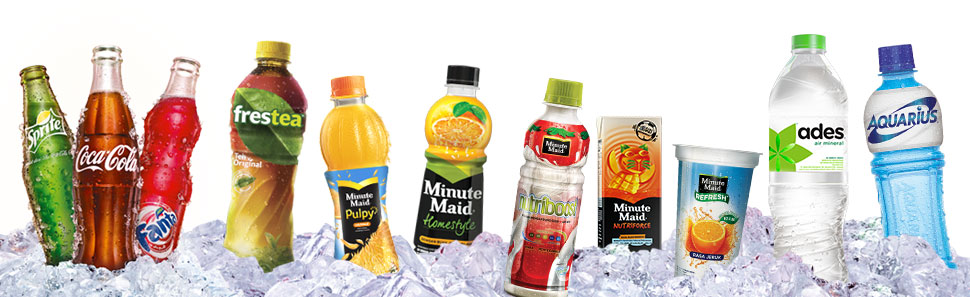 Sprite
Coca-Cola
Fanta
frestea
Original
Minute
Maid
Pulpy
Minute
Maid
Homestyle
Minute
Maid
Nutriboost
Minute
Maid
NUTRIFORCE
Minute
Maid
REFRESH
RASA JERUK
ades
air mineral
AQUARIUS